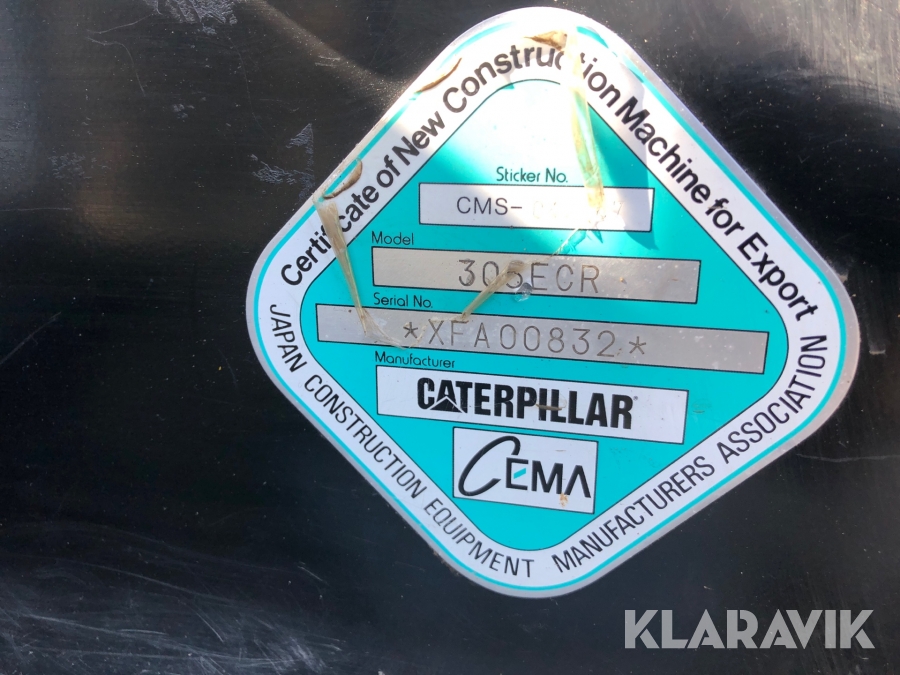 Certificate of New Construction Machine for Export
Sticker No.
CMS-
Model
305ECR
Serial No.
*XFA00832*
Manufacturer
CATERPILLAR
CEMA
JAPAN CONSTRUCTION EQUIPMENT MANUFACTURERS ASSOCIATION
KLARAVIK